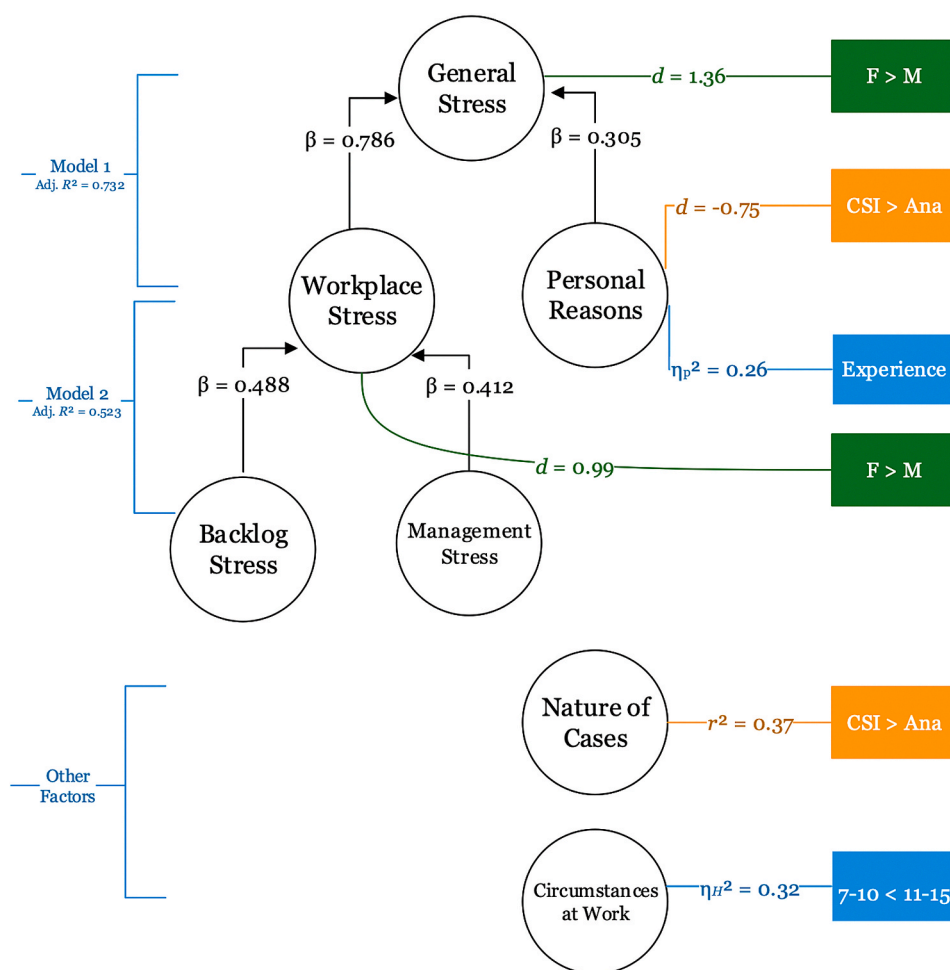 General
Stress
d = 1.36
F > M
β = 0.786
β = 0.305
Model 1
Adj. R² = 0.732
d = -0.75
CSI > Ana
Workplace
Stress
Personal
Reasons
ηₚ² = 0.26
Experience
Model 2
Adj. R² = 0.523
β = 0.488
β = 0.412
d = 0.99
F > M
Backlog
Stress
Management
Stress
Nature of
Cases
r² = 0.37
CSI > Ana
Other
Factors
Circumstances
at Work
η_H² = 0.32
7-10 < 11-15